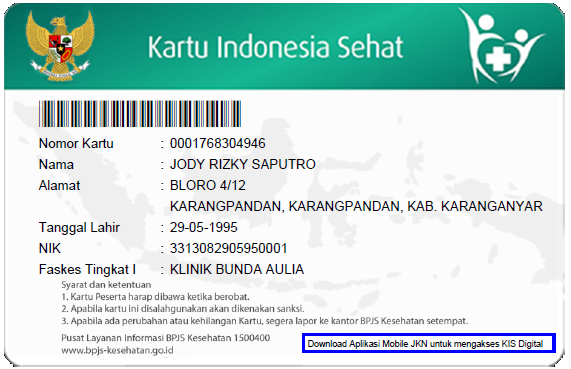 Kartu Indonesia Sehat
Nomor Kartu : 0001768304946
Nama : JODY RIZKY SAPUTRO
Alamat : BLORO 4/12
KARANGPANDAN, KARANGPANDAN, KAB. KARANGANYAR
Tanggal Lahir : 29-05-1995
NIK : 3313082905950001
Faskes Tingkat I : KLINIK BUNDA AULIA
Syarat dan ketentuan
1. Kartu Peserta harap dibawa ketika berobat.
2. Apabila kartu ini disalahgunakan akan dikenakan sanksi.
3. Apabila ada perubahan atau kehilangan Kartu, segera lapor ke kantor BPJS Kesehatan setempat.
Pusat Layanan Informasi BPJS Kesehatan 1500400
www.bpjs-kesehatan.go.id
Download Aplikasi Mobile JKN untuk mengakses KIS Digital